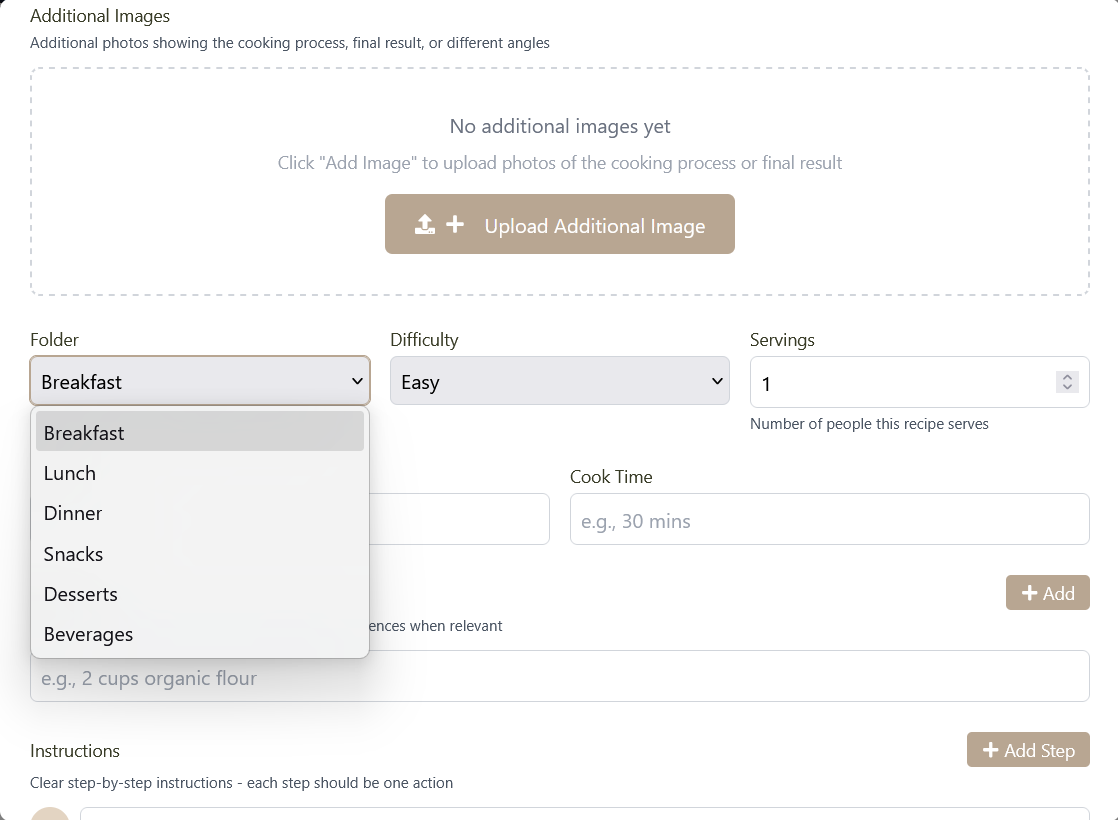 Additional Images
Additional photos showing the cooking process, final result, or different angles
No additional images yet
Click "Add Image" to upload photos of the cooking process or final result
Upload Additional Image
Folder
Difficulty
Servings
Breakfast
Easy
1
Number of people this recipe serves
Breakfast
Lunch
Dinner
Snacks
Desserts
Beverages
Cook Time
e.g., 30 mins
Add
when relevant
e.g., 2 cups organic flour
Instructions
Add Step
Clear step-by-step instructions - each step should be one action